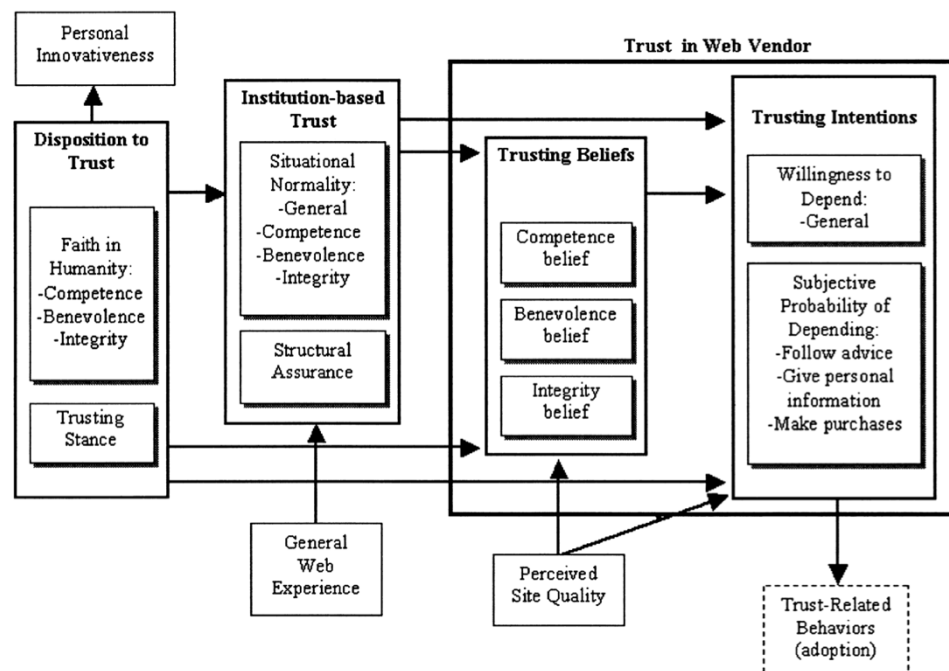 Personal
Innovativeness
Disposition to
Trust
Faith in
Humanity:
-Competence
-Benevolence
-Integrity
Trusting
Stance
Institution-based
Trust
Situational
Normality:
-General
-Competence
-Benevolence
-Integrity
Structural
Assurance
General
Web
Experience
Trust in Web Vendor
Trusting Beliefs
Competence
belief
Benevolence
belief
Integrity
belief
Perceived
Site Quality
Trusting Intentions
Willingness to
Depend:
-General
Subjective
Probability of
Depending:
-Follow advice
-Give personal
information
-Make purchases
Trust-Related
Behaviors
(adoption)